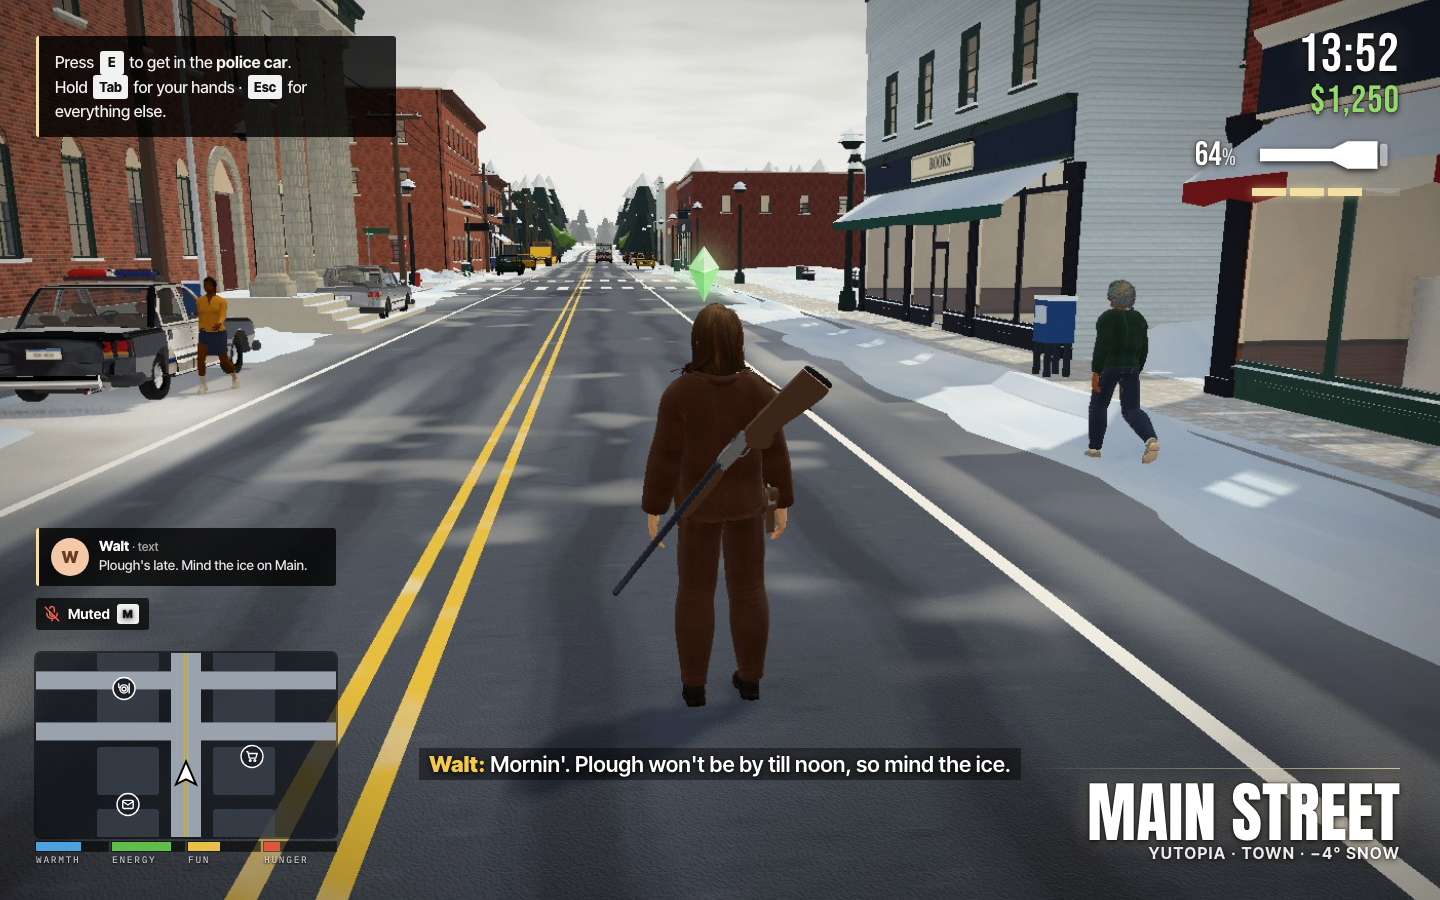 Press E to get in the police car.
Hold Tab for your hands · Esc for
everything else.
13:52
$1,250
64%
BOOKS
Walt · text
W
Plough's late. Mind the ice on Main.
Muted M
WARMTH ENERGY FUN HUNGER
Walt: Mornin'. Plough won't be by till noon, so mind the ice.
MAIN STREET
YUTOPIA · TOWN · −4° SNOW